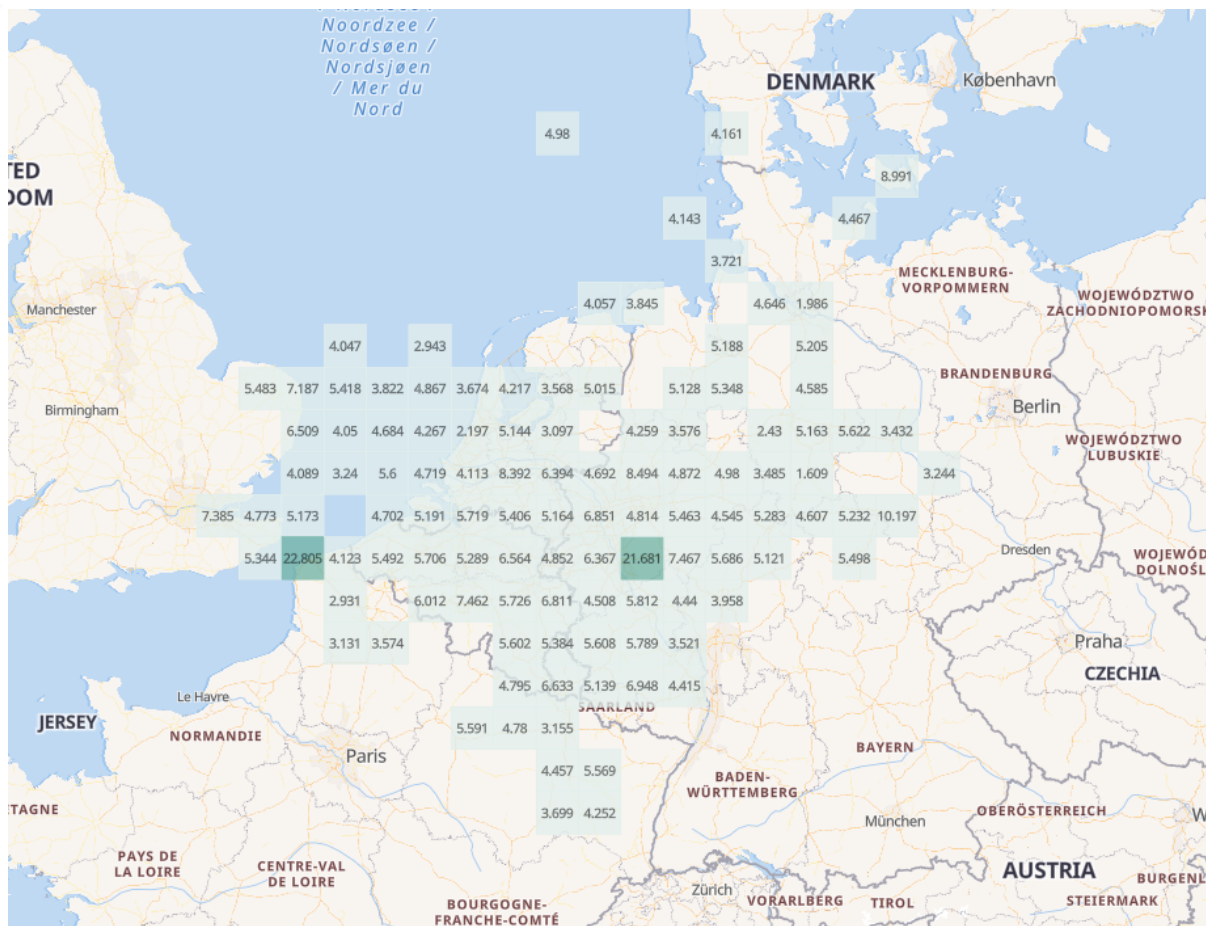 Noordzee /
Nordsøen /
Nordsjøen
/ Mer du
Nord
DENMARK
København
4.98
4.161
TED
DOM
8.991
4.143
4.467
3.721
MECKLENBURG-
VORPOMMERN
Manchester
4.057 3.845 4.646 1.986
WOJEWÓDZTWO
ZACHODNIOPOMORSK
4.047 2.943 5.188 5.205
BRANDENBURG
5.483 7.187 5.418 3.822 4.867 3.674 4.217 3.568 5.015 5.128 5.348 4.585
Birmingham
Berlin
6.509 4.05 4.684 4.267 2.197 5.144 3.097 4.259 3.576 2.43 5.163 5.622 3.432
WOJEWÓDZTWO
LUBUSKIE
4.089 3.24 5.6 4.719 4.113 8.392 6.394 4.692 8.494 4.872 4.98 3.485 1.609 3.244
7.385 4.773 5.173 4.702 5.191 5.719 5.406 5.164 6.851 4.814 5.463 4.545 5.283 4.607 5.232 10.197
Dresden
5.344 22.805 4.123 5.492 5.706 5.289 6.564 4.852 6.367 21.681 7.467 5.686 5.121 5.498
WOJEWÓD
DOLNOŚL
2.931 6.012 7.462 5.726 6.811 4.508 5.812 4.44 3.958
3.131 3.574 5.602 5.384 5.608 5.789 3.521
Praha
CZECHIA
4.795 6.633 5.139 6.948 4.415
Le Havre
SAARLAND
JERSEY
NORMANDIE
5.591 4.78 3.155
Paris
BAYERN
4.457 5.569
BADEN-
WÜRTTEMBERG
ETAGNE
3.699 4.252
München
OBERÖSTERREICH
W
PAYS DE
LA LOIRE
CENTRE-VAL
DE LOIRE
AUSTRIA
BURGENL
Zürich
VORARLBERG
TIROL
STEIERMARK
BOURGOGNE-
FRANCHE-COMTÉ